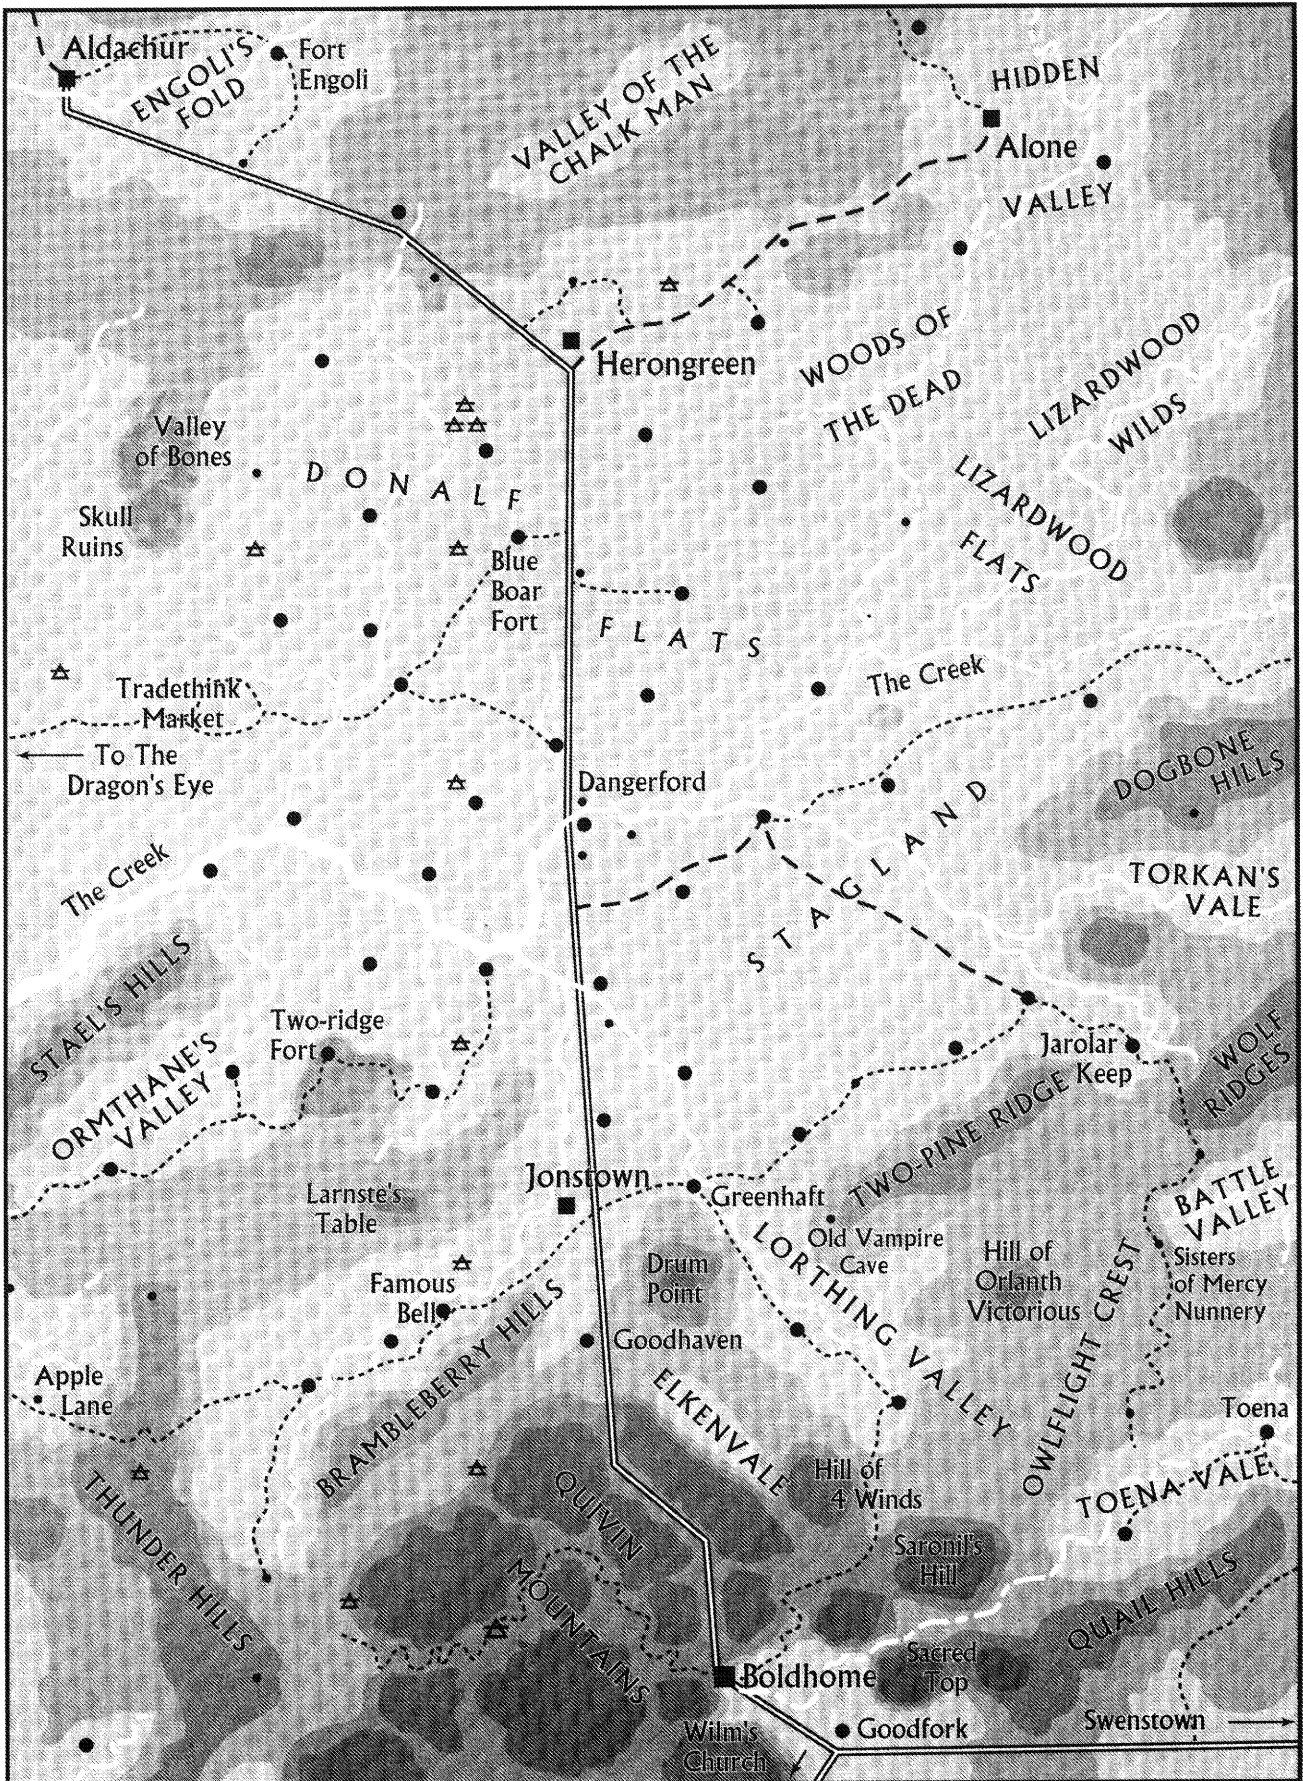 Aldachur
ENGOLI'S
FOLD
Fort
Engoli
VALLEY OF THE
CHALK MAN
HIDDEN
Alone
VALLEY
Herongreen
WOODS OF
THE DEAD
LIZARDWOOD
WILDS
Valley
of Bones
DONALF
Skull
Ruins
LIZARDWOOD
FLATS
Blue
Boar
Fort
FLATS
The Creek
Tradethink
Market
To The
Dragon's Eye
Dangerford
DOGBONE
HILLS
STAGLAND
The Creek
TORKAN'S
VALE
STAEL'S HILLS
Two-ridge
Fort
ORMTHANE'S
VALLEY
Jarolar
Keep
WOLF
RIDGES
TWO-PINE RIDGE
Jonstown
Greenhaft
Larnste's
Table
BATTLE
VALLEY
Old Vampire
Cave
LORTHING VALLEY
Drum
Point
Hill of
Orlanth
Victorious
Sisters
of Mercy
Nunnery
Famous
Bell
Goodhaven
OWLFLIGHT CREST
Apple
Lane
BRAMBLEBERRY HILLS
ELKENVALE
Toena
Hill of
4 Winds
TOENA VALE
THUNDER HILLS
QUIVIN
MOUNTAINS
Saronil's
Hill
QUAIL HILLS
Boldhome
Sacred
Top
Wilm's
Church
Goodfork
Swenstown